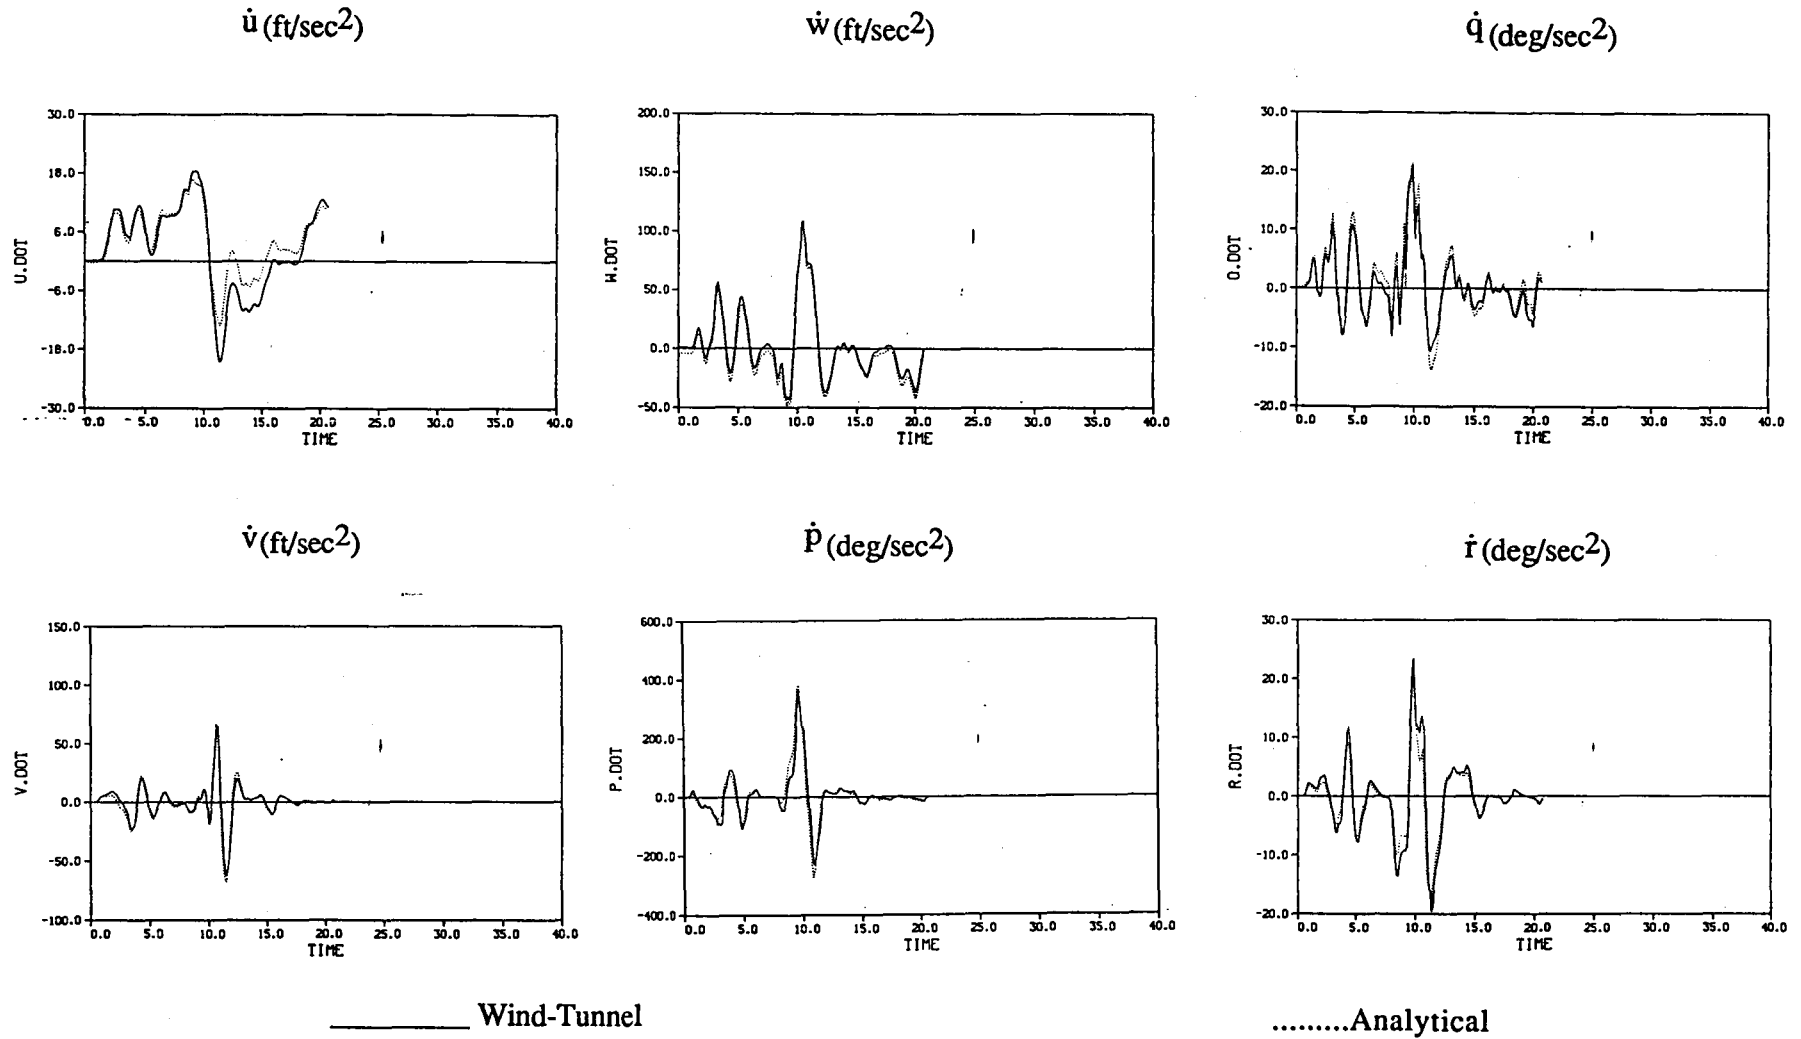 u̇ (ft/sec2)
ẇ (ft/sec2)
q̇ (deg/sec2)
30.0
18.0
6.0
-6.0
-18.0
-30.0
U.DOT
0.0 5.0 10.0 15.0 20.0 25.0 30.0 35.0 40.0
TIME
200.0
150.0
100.0
50.0
0.0
-50.0
W.DOT
0.0 5.0 10.0 15.0 20.0 25.0 30.0 35.0 40.0
TIME
30.0
20.0
10.0
0.0
-10.0
-20.0
Q.DOT
0.0 5.0 10.0 15.0 20.0 25.0 30.0 35.0 40.0
TIME
v̇ (ft/sec2)
ṗ (deg/sec2)
ṙ (deg/sec2)
150.0
100.0
50.0
0.0
-50.0
-100.0
V.DOT
0.0 5.0 10.0 15.0 20.0 25.0 30.0 35.0 40.0
TIME
600.0
400.0
200.0
0.0
-200.0
-400.0
P.DOT
0.0 5.0 10.0 15.0 20.0 25.0 30.0 35.0 40.0
TIME
30.0
20.0
10.0
0.0
-10.0
-20.0
R.DOT
0.0 5.0 10.0 15.0 20.0 25.0 30.0 35.0 40.0
TIME
Wind-Tunnel
.........Analytical